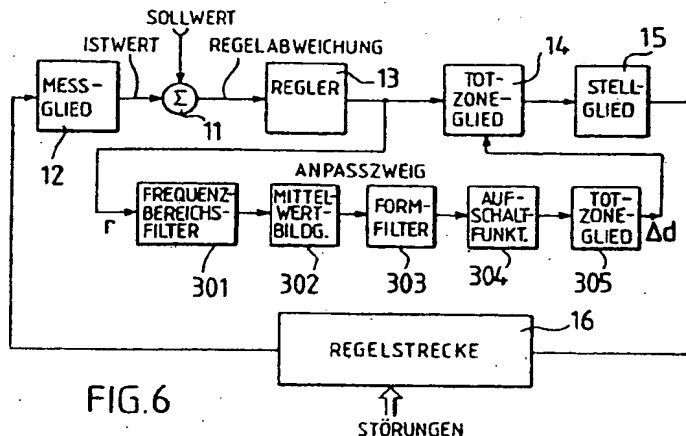 SOLLWERT
ISTWERT
REGELABWEICHUNG
14
15
MESS-
GLIED
12
Σ
11
REGLER
13
TOT-
ZONE-
GLIED
STELL-
GLIED
ANPASSZWEIG
r
FREQUENZ-
BEREICHS-
FILTER
301
MITTEL-
WERT-
BILDG.
302
FORM-
FILTER
303
AUF-
SCHALT-
FUNKT.
304
TOT-
ZONE-
GLIED
305
Δd
16
REGELSTRECKE
FIG.6
STÖRUNGEN